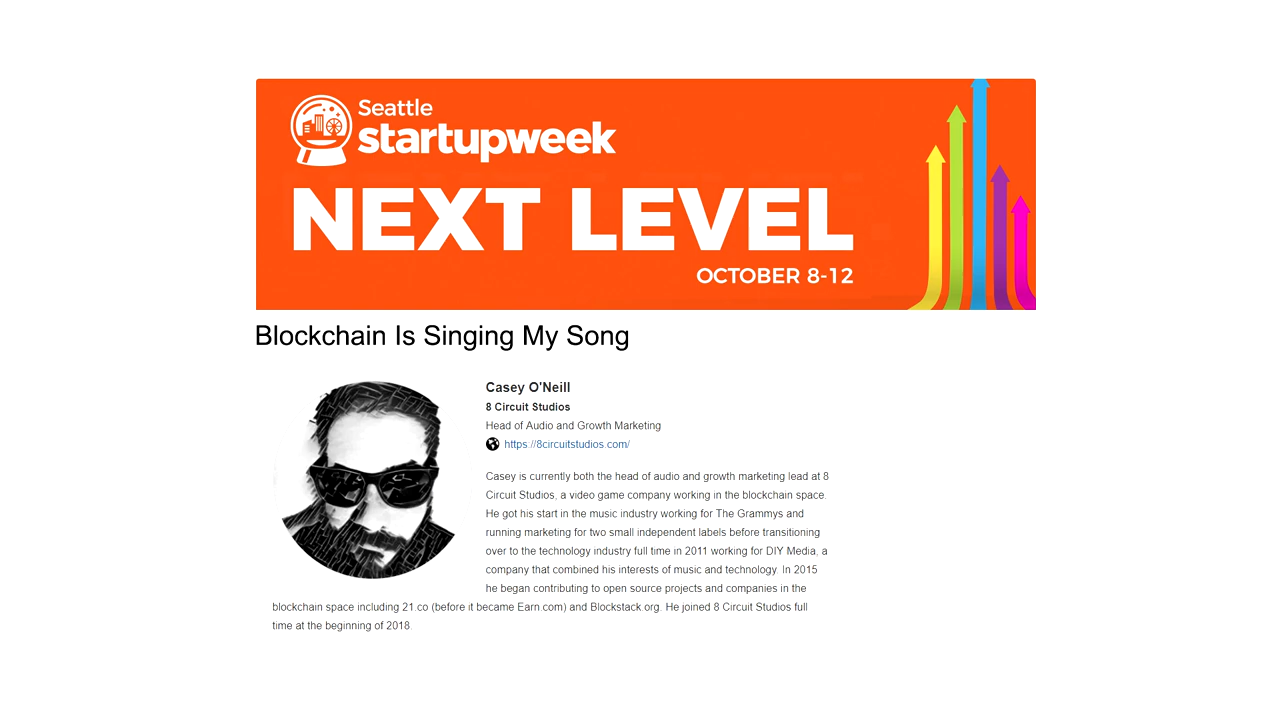 Seattle
startupweek
NEXT LEVEL
OCTOBER 8-12
Blockchain Is Singing My Song
Casey O'Neill
8 Circuit Studios
Head of Audio and Growth Marketing
https://8circuitstudios.com/
Casey is currently both the head of audio and growth marketing lead at 8
Circuit Studios, a video game company working in the blockchain space.
He got his start in the music industry working for The Grammys and
running marketing for two small independent labels before transitioning
over to the technology industry full time in 2011 working for DIY Media, a
company that combined his interests of music and technology. In 2015
he began contributing to open source projects and companies in the
blockchain space including 21.co (before it became Earn.com) and Blockstack.org. He joined 8 Circuit Studios full
time at the beginning of 2018.